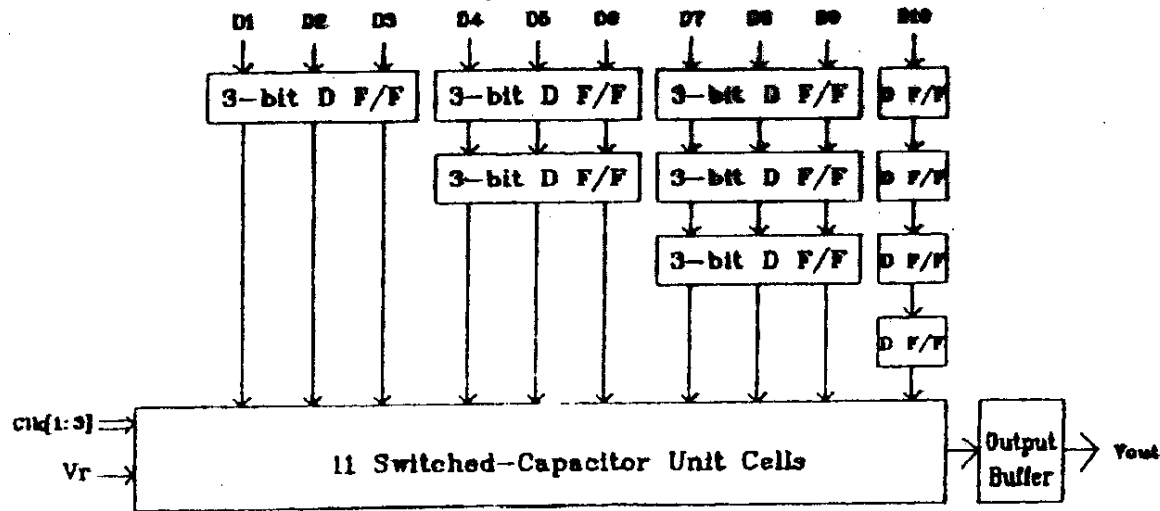 D1 D2 D3 D4 D5 D6 D7 D8 D9 D10
3-bit D F/F 3-bit D F/F 3-bit D F/F D F/F
3-bit D F/F 3-bit D F/F D F/F
3-bit D F/F D F/F
D F/F
Clk[1:3]
11 Switched-Capacitor Unit Cells
Vr
Output
Buffer
Vout